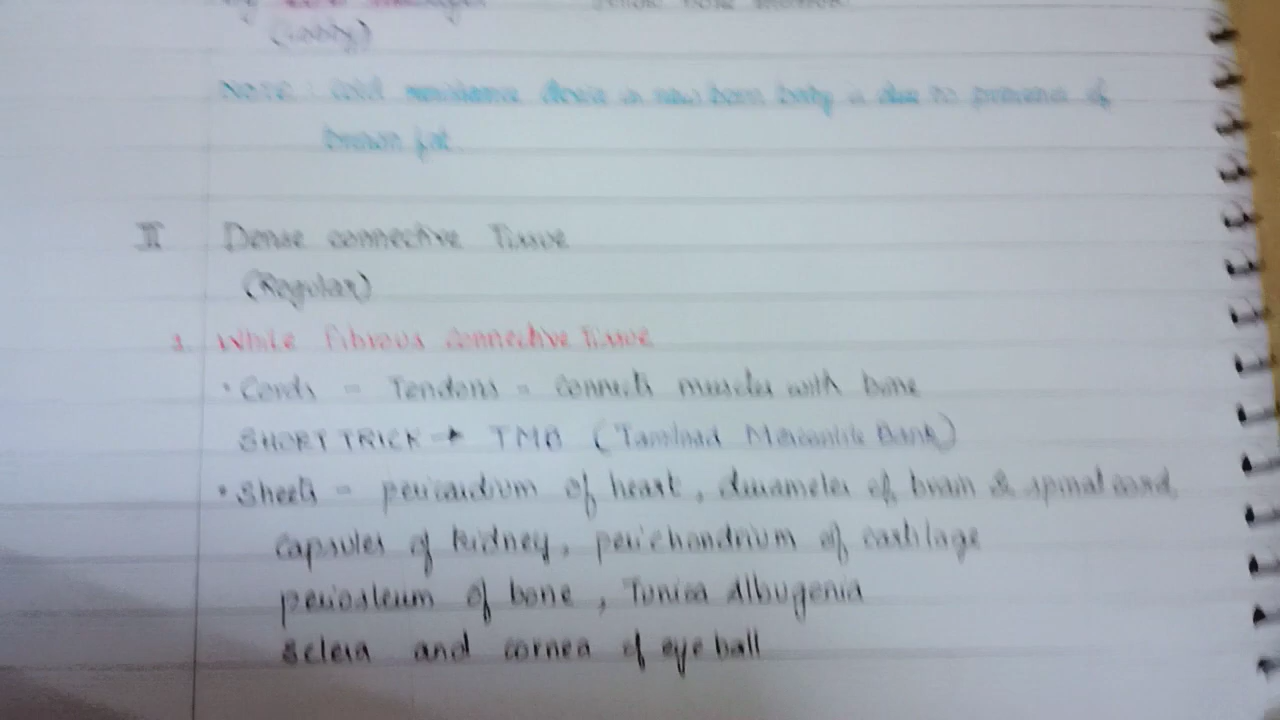 (Lobby)
NOTE : Cold resistance device in new born baby is due to presence of
brown fat
II Dense connective Tissue
(Regular)
1. White Fibrous connective Tissue
• Cords = Tendons = connects muscles with bone
SHORT TRICK → TMB (Tamilnad Mercantile Bank)
• Sheets = pericardium of heart, duramater of brain & spinal cord,
capsules of kidney, perichondrium of cartilage
periosteum of bone, Tunica Albugenia
Sclera and cornea of eye ball